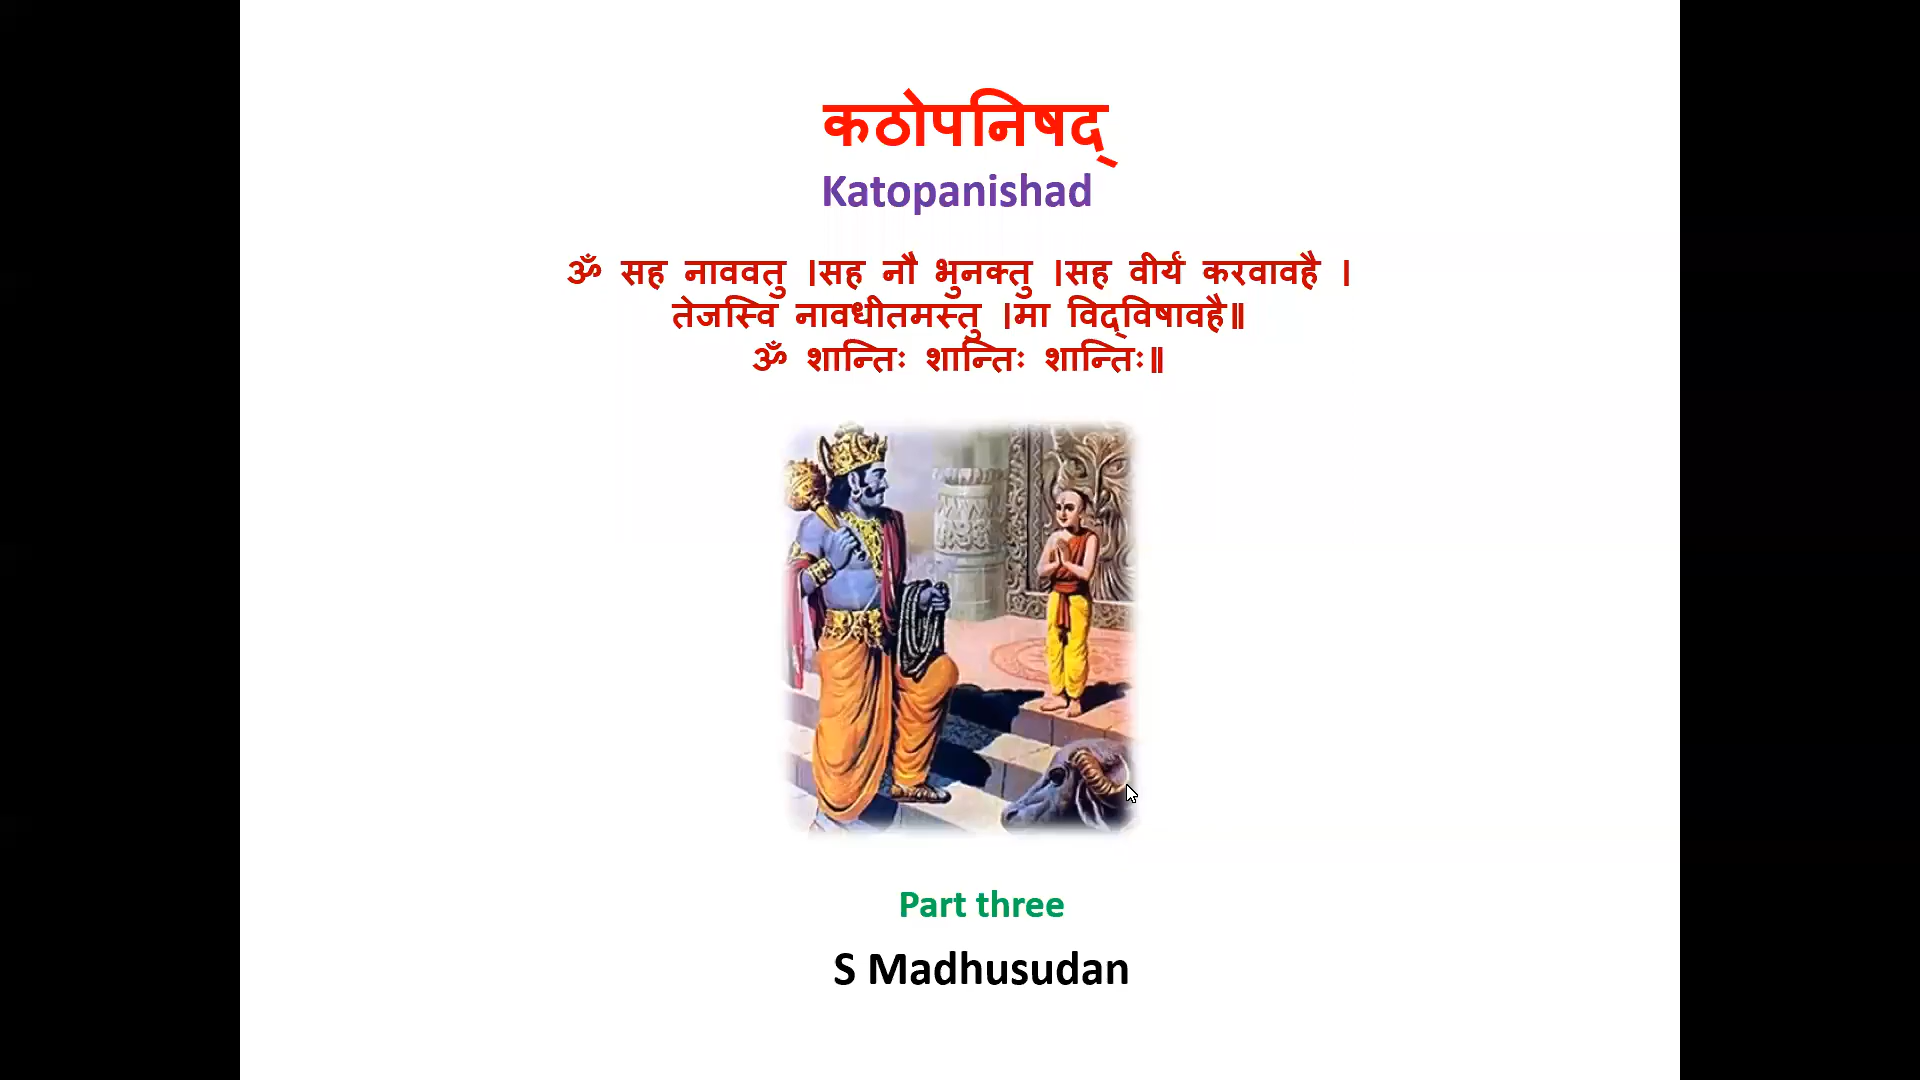 कठोपनिषद्
Katopanishad
ॐ सह नाववतु ।सह नौ भुनक्तु ।सह वीर्यं करवावहै ।
तेजस्वि नावधीतमस्तु ।मा विद्‌विषावहै॥
ॐ शान्तिः शान्तिः शान्तिः॥
Part three
S Madhusudan